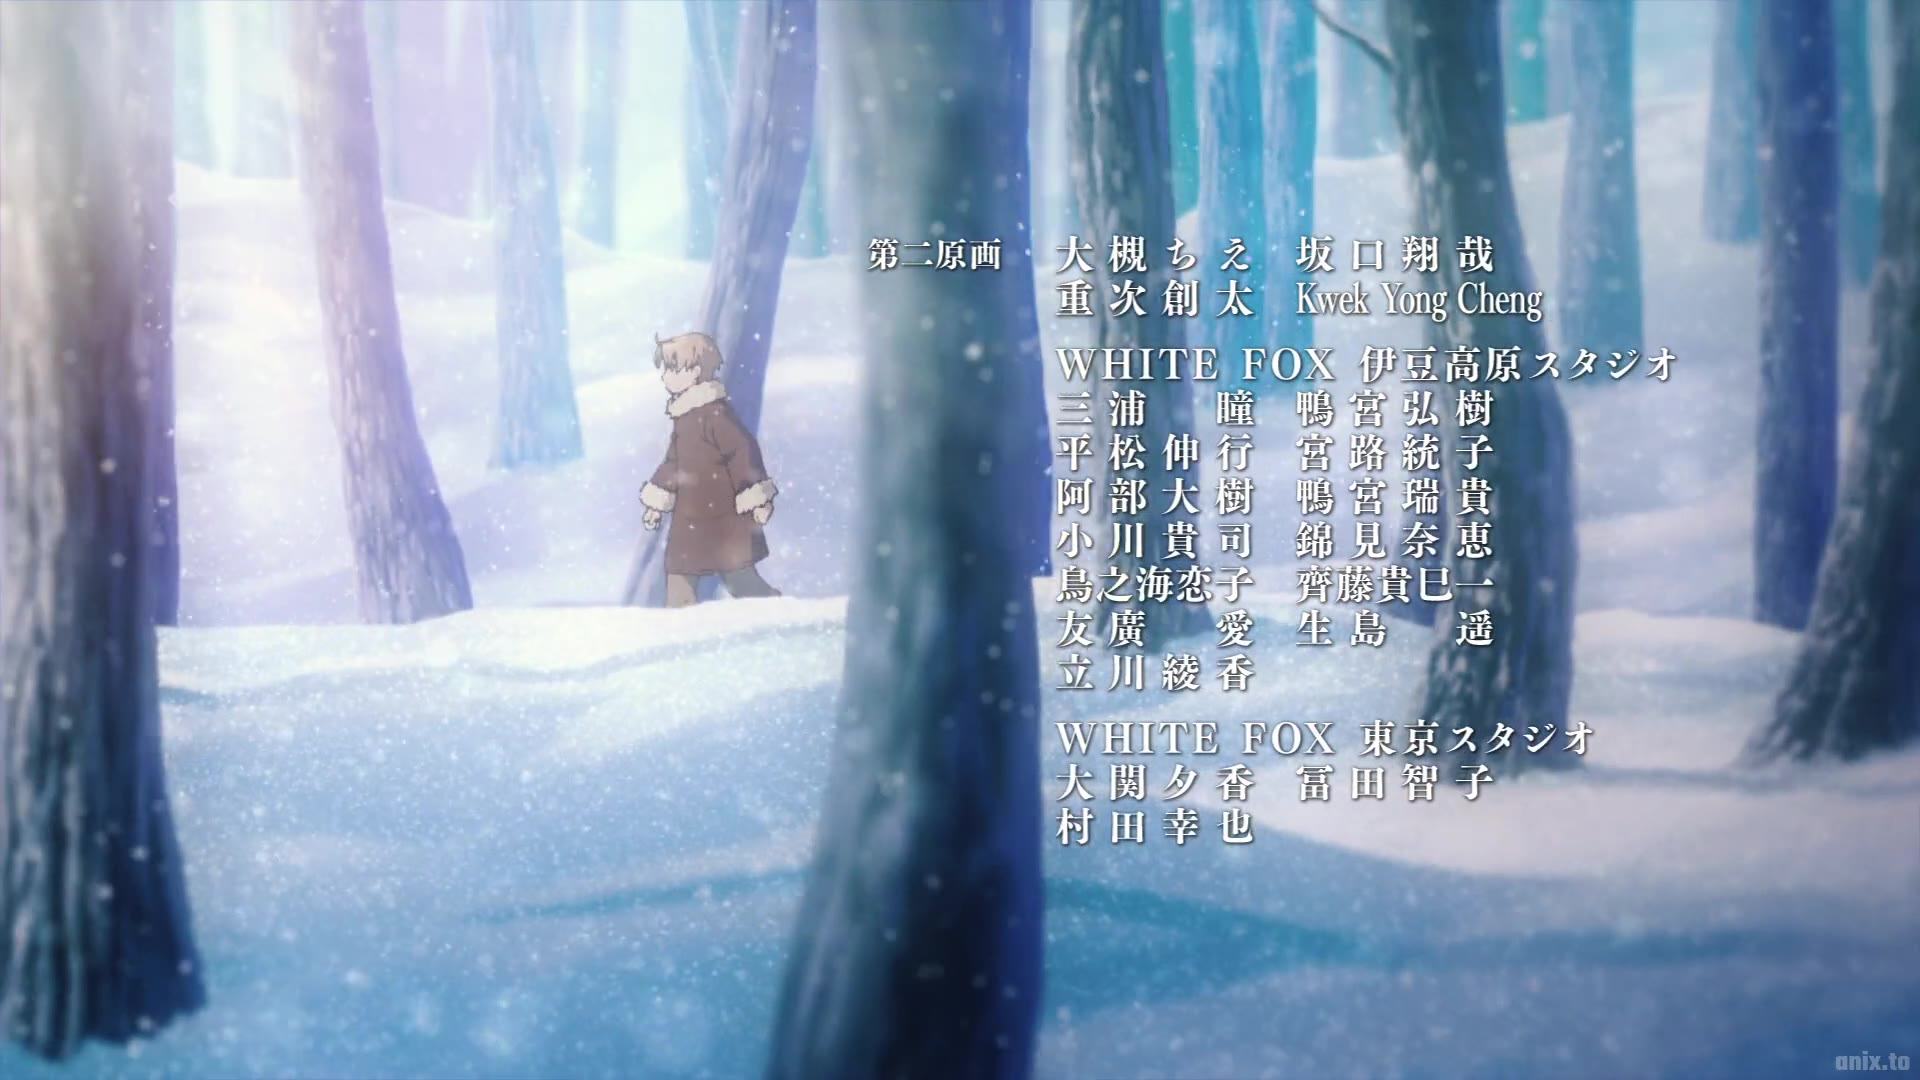 第二原画 大槻ちえ 坂口翔哉
重次創太 Kwek Yong Cheng
WHITE FOX 伊豆高原スタジオ
三浦 瞳 鴨宮弘樹
平松伸行 宮路統子
阿部大樹 鴨宮瑞貴
小川貴司 錦見奈恵
鳥之海恋子 齊藤貴巳一
友廣 愛 生島 遥
立川綾香
WHITE FOX 東京スタジオ
大関夕香 冨田智子
村田幸也
anix.to